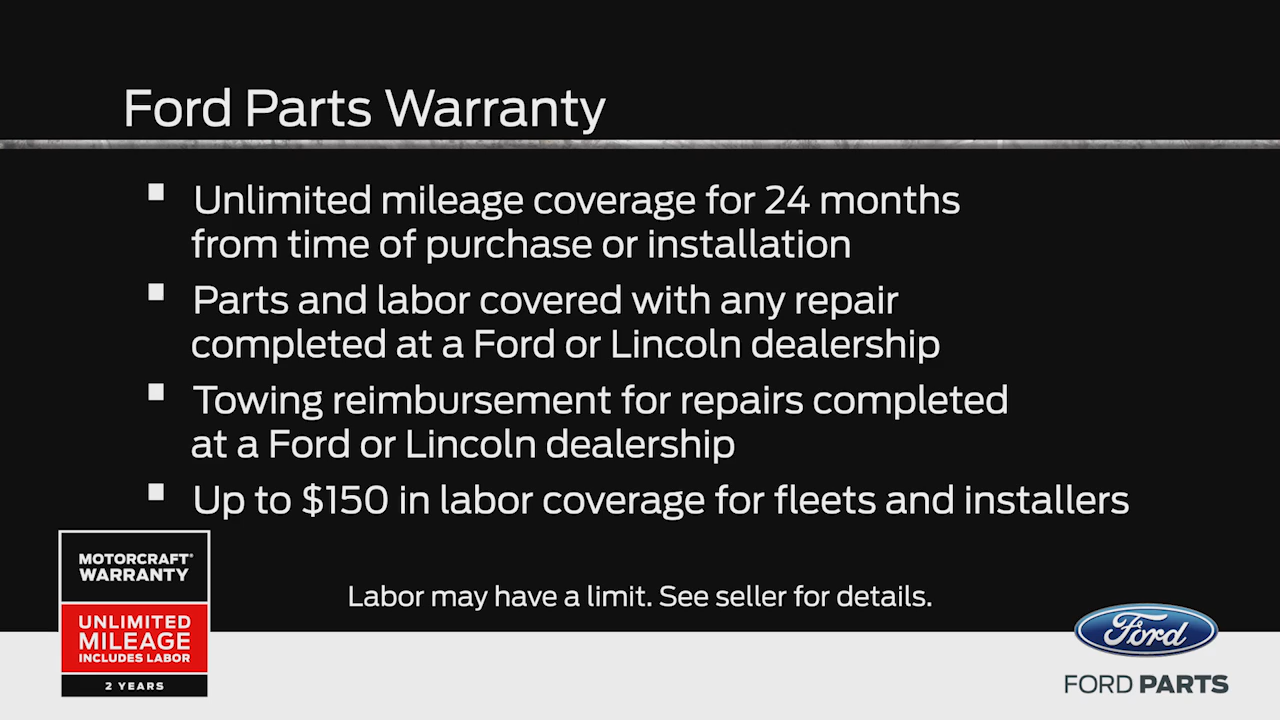 Ford Parts Warranty
▪ Unlimited mileage coverage for 24 months
from time of purchase or installation
▪ Parts and labor covered with any repair
completed at a Ford or Lincoln dealership
▪ Towing reimbursement for repairs completed
at a Ford or Lincoln dealership
▪ Up to $150 in labor coverage for fleets and installers
MOTORCRAFT®
WARRANTY
UNLIMITED
MILEAGE
INCLUDES LABOR
2 YEARS
Labor may have a limit. See seller for details.
Ford
FORD PARTS